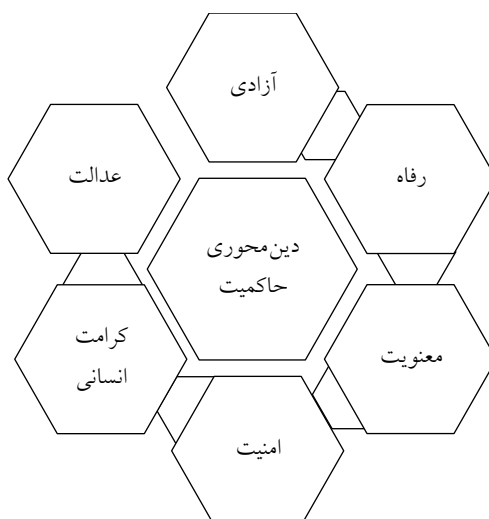 آزادی
رفاه
عدالت
دین‌محوری
حاکمیت
معنویت
کرامت
انسانی
امنیت